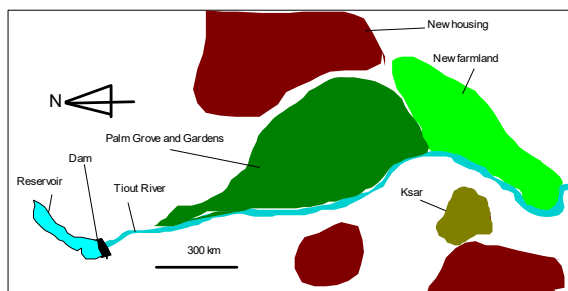 New housing
New farmland
N
Palm Grove and Gardens
Dam
Reservoir
Tiout River
Ksar
300 km